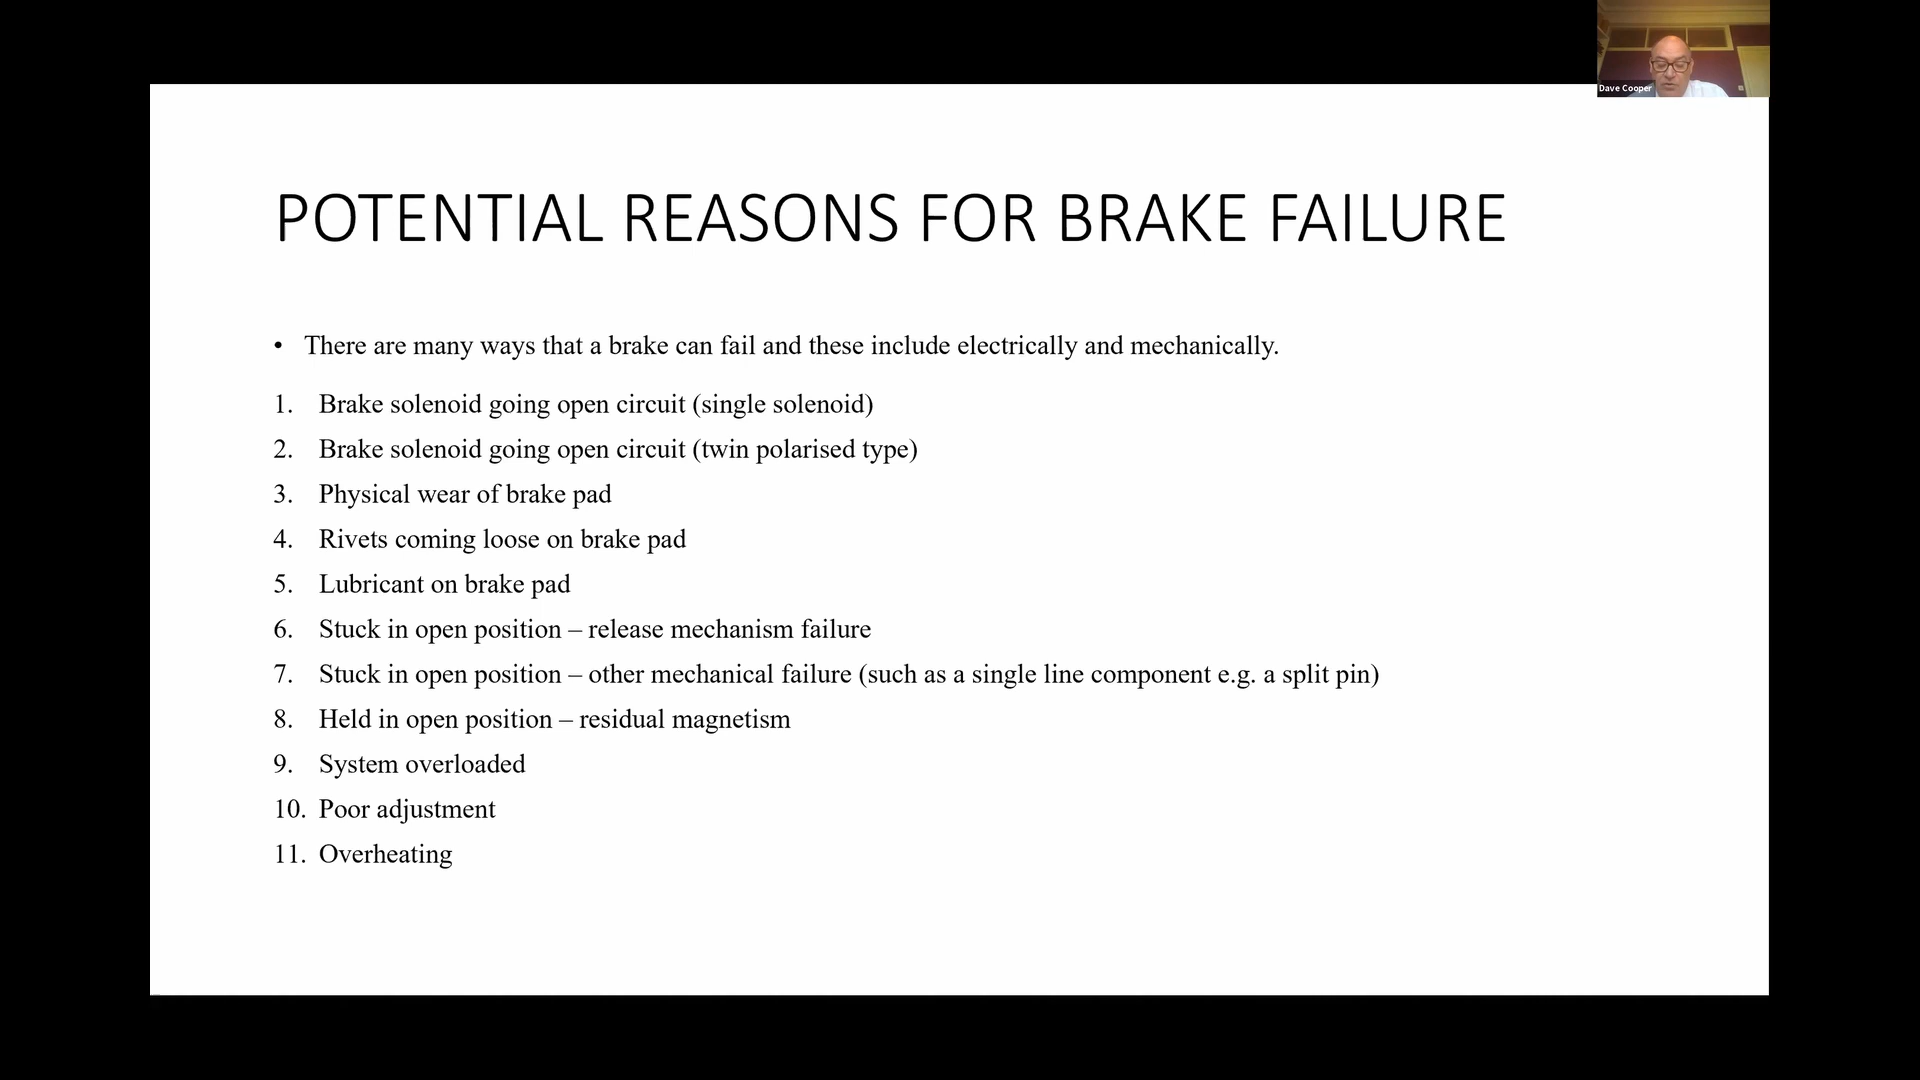 Dave Cooper
POTENTIAL REASONS FOR BRAKE FAILURE
• There are many ways that a brake can fail and these include electrically and mechanically.
1. Brake solenoid going open circuit (single solenoid)
2. Brake solenoid going open circuit (twin polarised type)
3. Physical wear of brake pad
4. Rivets coming loose on brake pad
5. Lubricant on brake pad
6. Stuck in open position – release mechanism failure
7. Stuck in open position – other mechanical failure (such as a single line component e.g. a split pin)
8. Held in open position – residual magnetism
9. System overloaded
10. Poor adjustment
11. Overheating